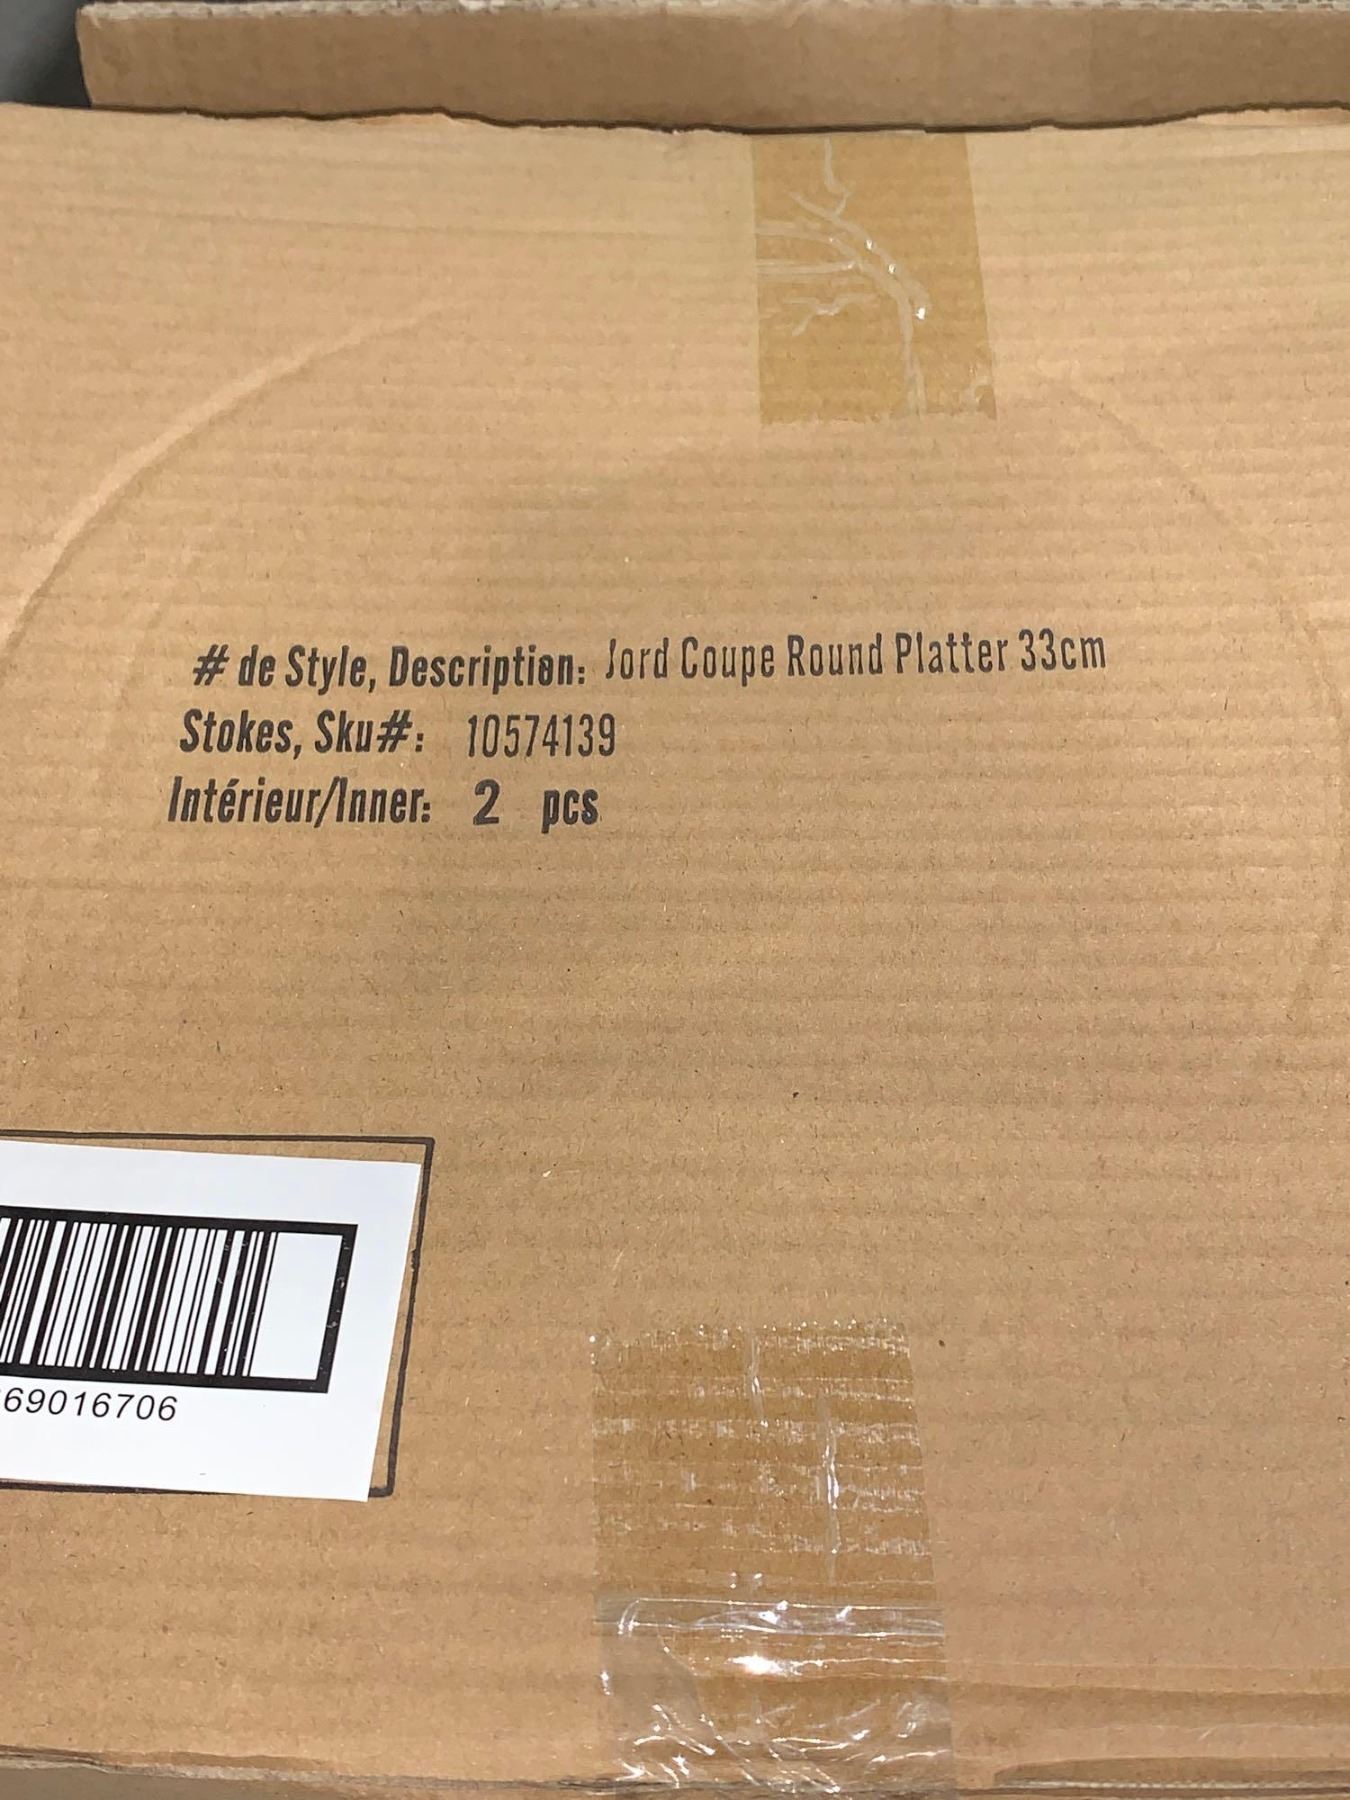 # de Style, Description: Jord Coupe Round Platter 33cm
Stokes, Sku#: 10574139
Intérieur/Inner: 2 pcs
69016706